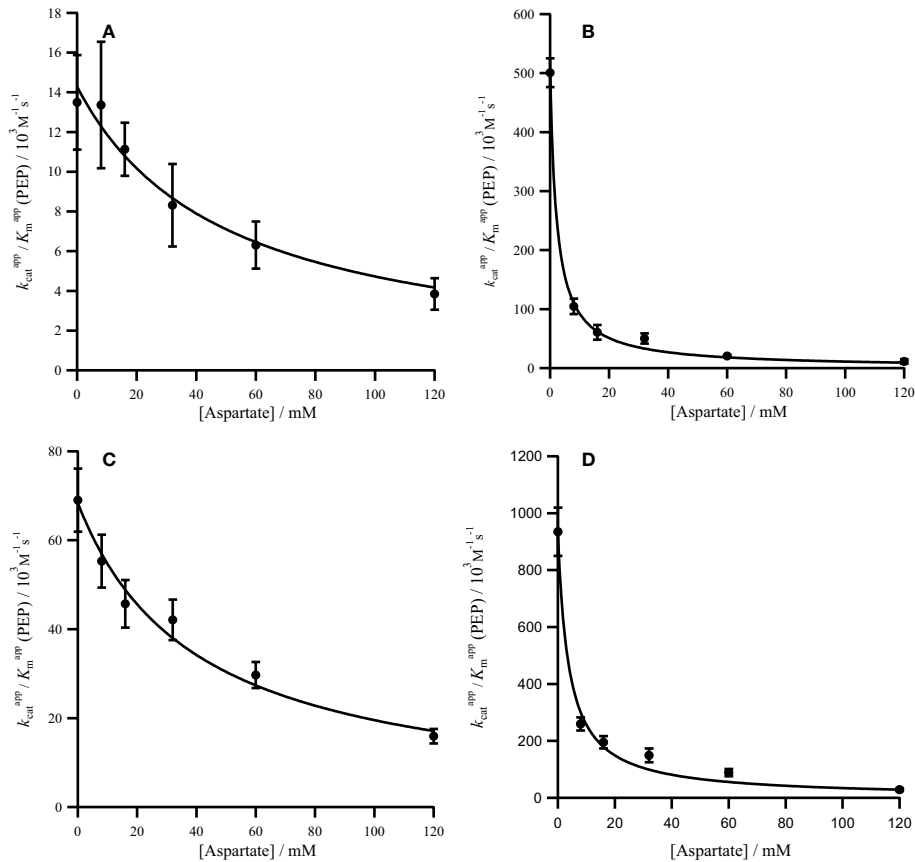 A
k_cat^app / K_m^app (PEP) / 10^3 M^-1 s^-1
18
16
14
12
10
8
6
4
2
0
0 20 40 60 80 100 120
[Aspartate] / mM
B
k_cat^app / K_m^app (PEP) / 10^3 M^-1 s^-1
600
500
400
300
200
100
0
0 20 40 60 80 100 120
[Aspartate] / mM
C
k_cat^app / K_m^app (PEP) / 10^3 M^-1 s^-1
80
60
40
20
0
0 20 40 60 80 100 120
[Aspartate] / mM
D
k_cat^app / K_m^app (PEP) / 10^3 M^-1 s^-1
1200
1000
800
600
400
200
0
0 20 40 60 80 100 120
[Aspartate] / mM